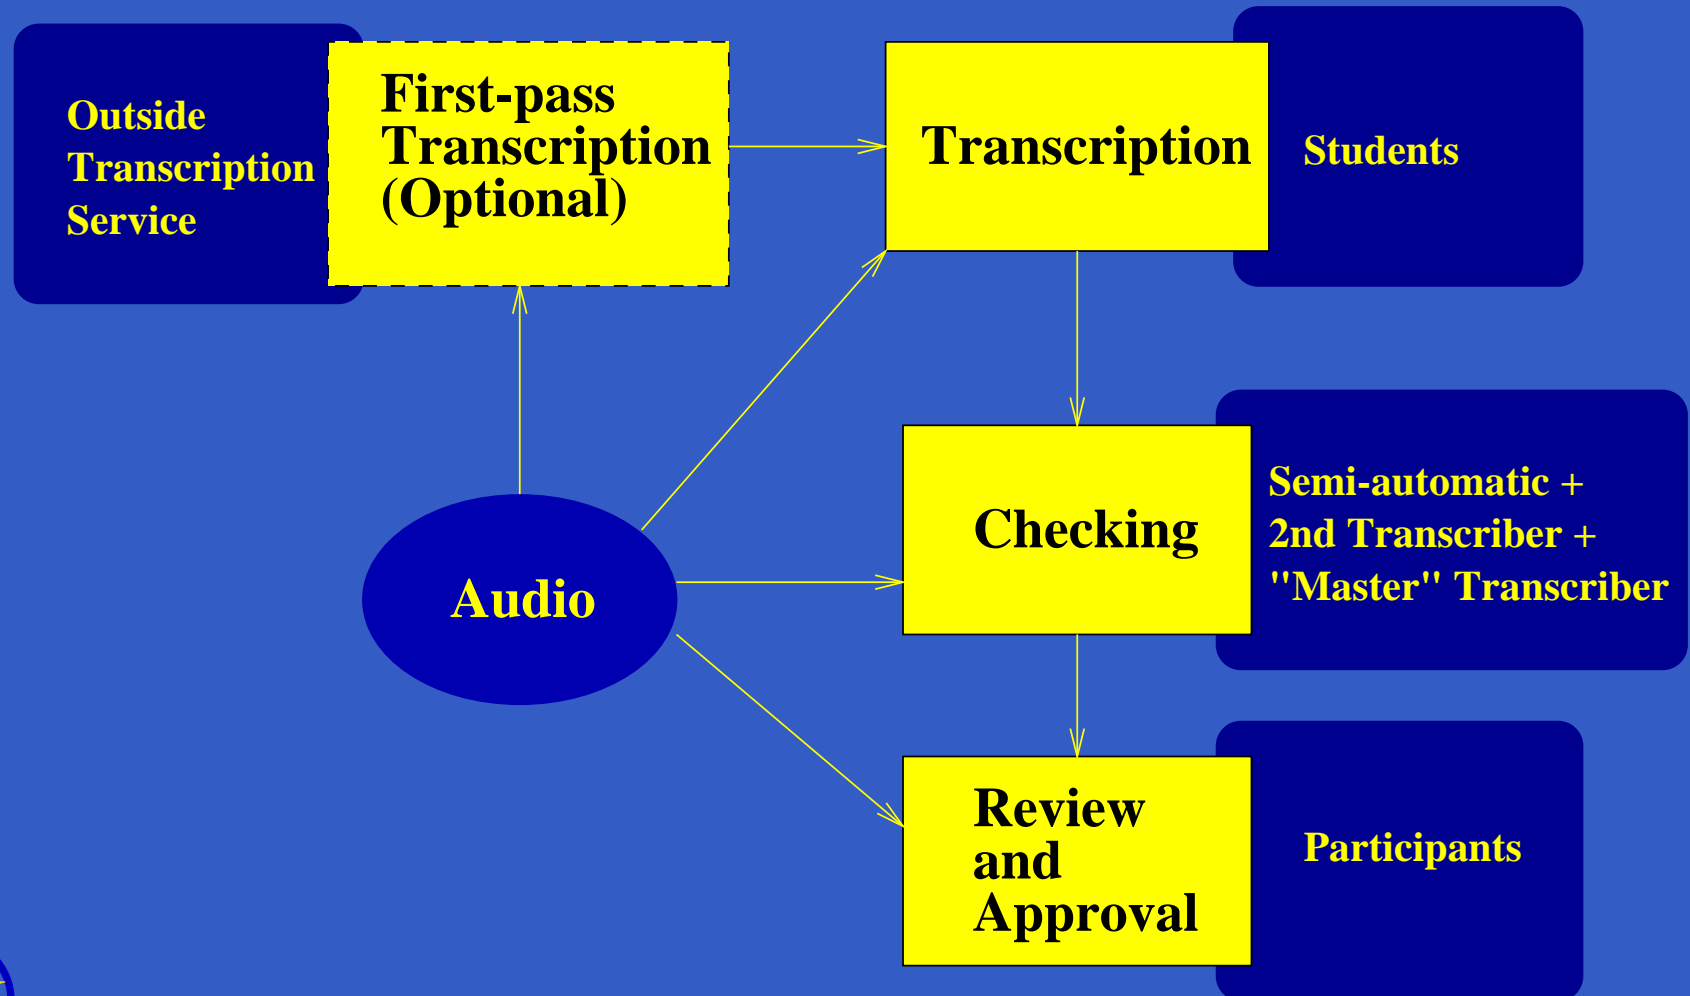 Outside
Transcription
Service
First-pass
Transcription
(Optional)
Transcription
Students
Audio
Checking
Semi-automatic +
2nd Transcriber +
"Master" Transcriber
Review
and
Approval
Participants